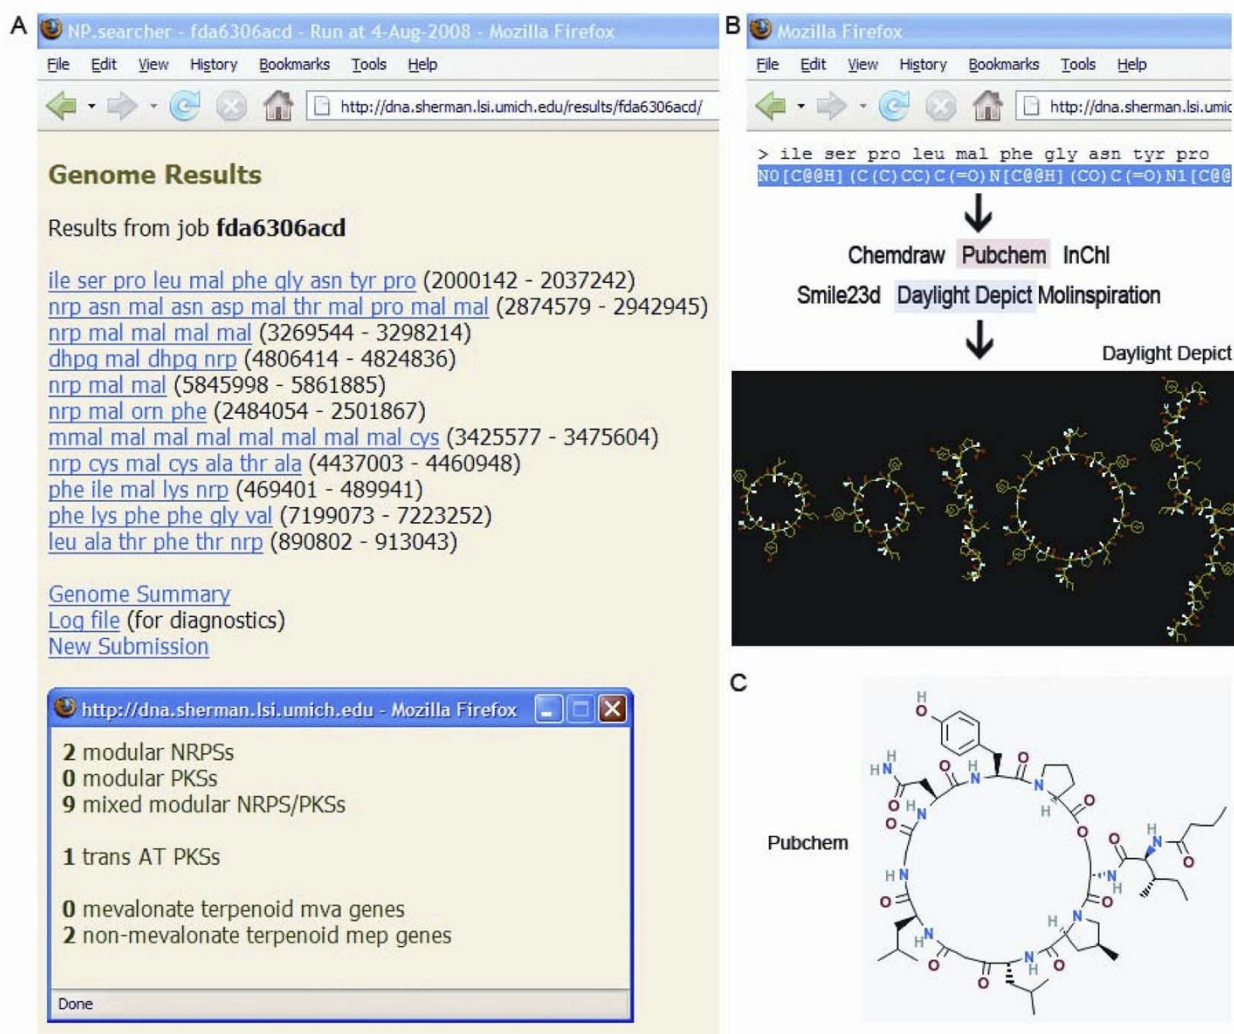 A
NP.searcher - fda6306acd - Run at 4-Aug-2008 - Mozilla Firefox
File Edit View History Bookmarks Tools Help
http://dna.sherman.lsi.umich.edu/results/fda6306acd/
Genome Results
Results from job fda6306acd
ile ser pro leu mal phe gly asn tyr pro (2000142 - 2037242)
nrp asn mal asn asp mal thr mal pro mal mal (2874579 - 2942945)
nrp mal mal mal mal (3269544 - 3298214)
dhpg mal dhpg nrp (4806414 - 4824836)
nrp mal mal (5845998 - 5861885)
nrp mal orn phe (2484054 - 2501867)
mmal mal mal mal mal mal mal mal cys (3425577 - 3475604)
nrp cys mal cys ala thr ala (4437003 - 4460948)
phe ile mal lys nrp (469401 - 489941)
phe lys phe phe gly val (7199073 - 7223252)
leu ala thr phe thr nrp (890802 - 913043)
Genome Summary
Log file (for diagnostics)
New Submission
http://dna.sherman.lsi.umich.edu - Mozilla Firefox
2 modular NRPSs
0 modular PKSs
9 mixed modular NRPS/PKSs
1 trans AT PKSs
0 mevalonate terpenoid mva genes
2 non-mevalonate terpenoid mep genes
Done
B
Mozilla Firefox
File Edit View History Bookmarks Tools Help
http://dna.sherman.lsi.umic
> ile ser pro leu mal phe gly asn tyr pro
N0[C@@H](C(C)CC)C(=O)N[C@@H](CO)C(=O)N1[C@@
Chemdraw Pubchem InChI
Smile23d Daylight Depict Molinspiration
Daylight Depict
C
Pubchem